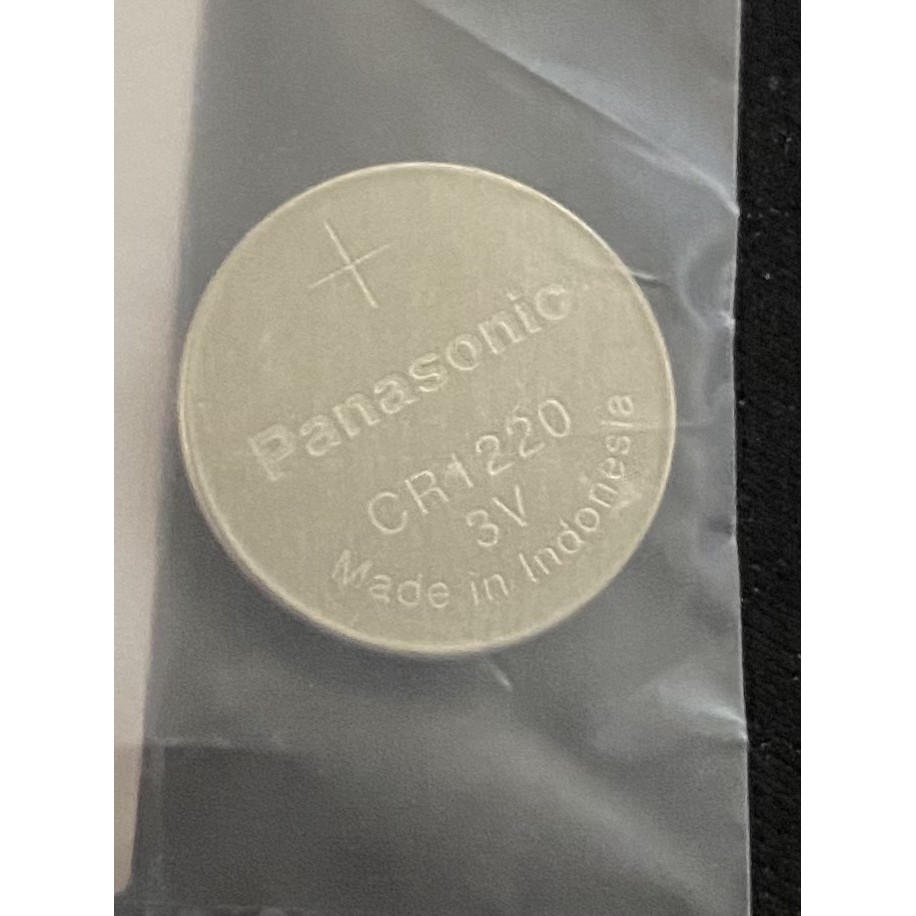 +
Panasonic
CR1220
3V
Made in Indonesia